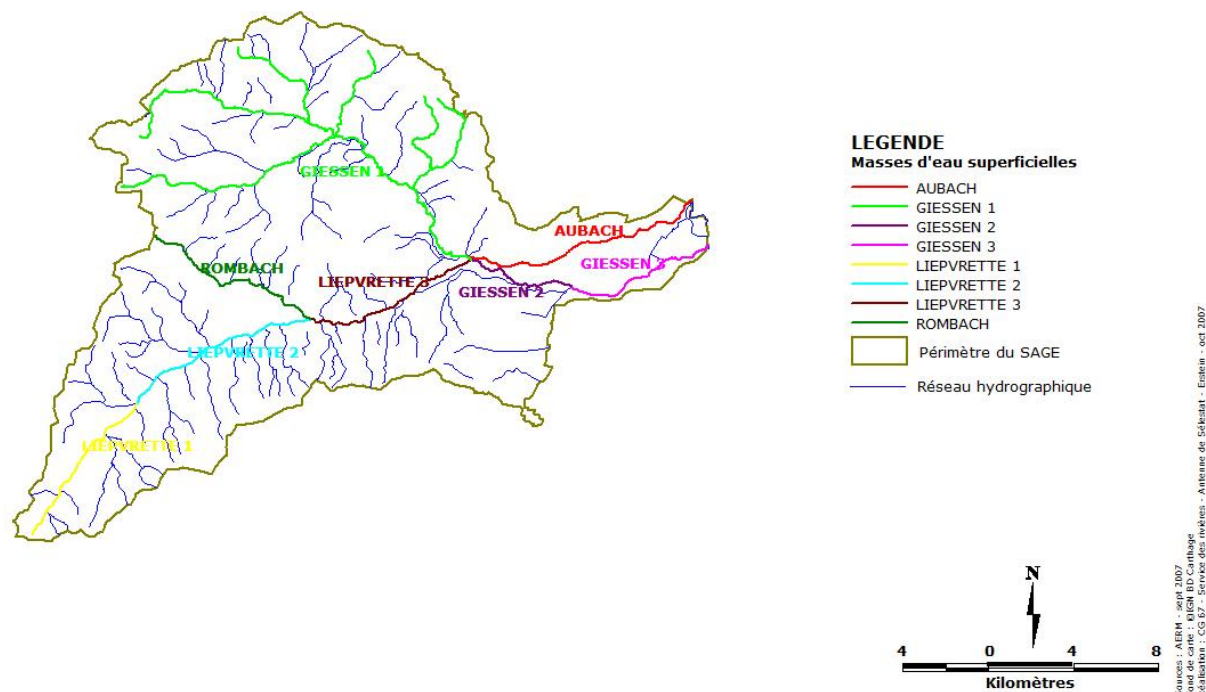 GIESSEN 1
AUBACH
ROMBACH
GIESSEN 3
LIEPVRETTE 3
GIESSEN 2
LIEPVRETTE 2
LIEPVRETTE 1
LEGENDE
Masses d'eau superficielles
AUBACH
GIESSEN 1
GIESSEN 2
GIESSEN 3
LIEPVRETTE 1
LIEPVRETTE 2
LIEPVRETTE 3
ROMBACH
Périmètre du SAGE
Réseau hydrographique
N
4 0 4 8
Kilomètres
: AERM - sept 2007
de carte : ©IGN BD Carthage
: CG 67 - Service des rivières - Antenne de Sélestat - Erstein - oct 2007